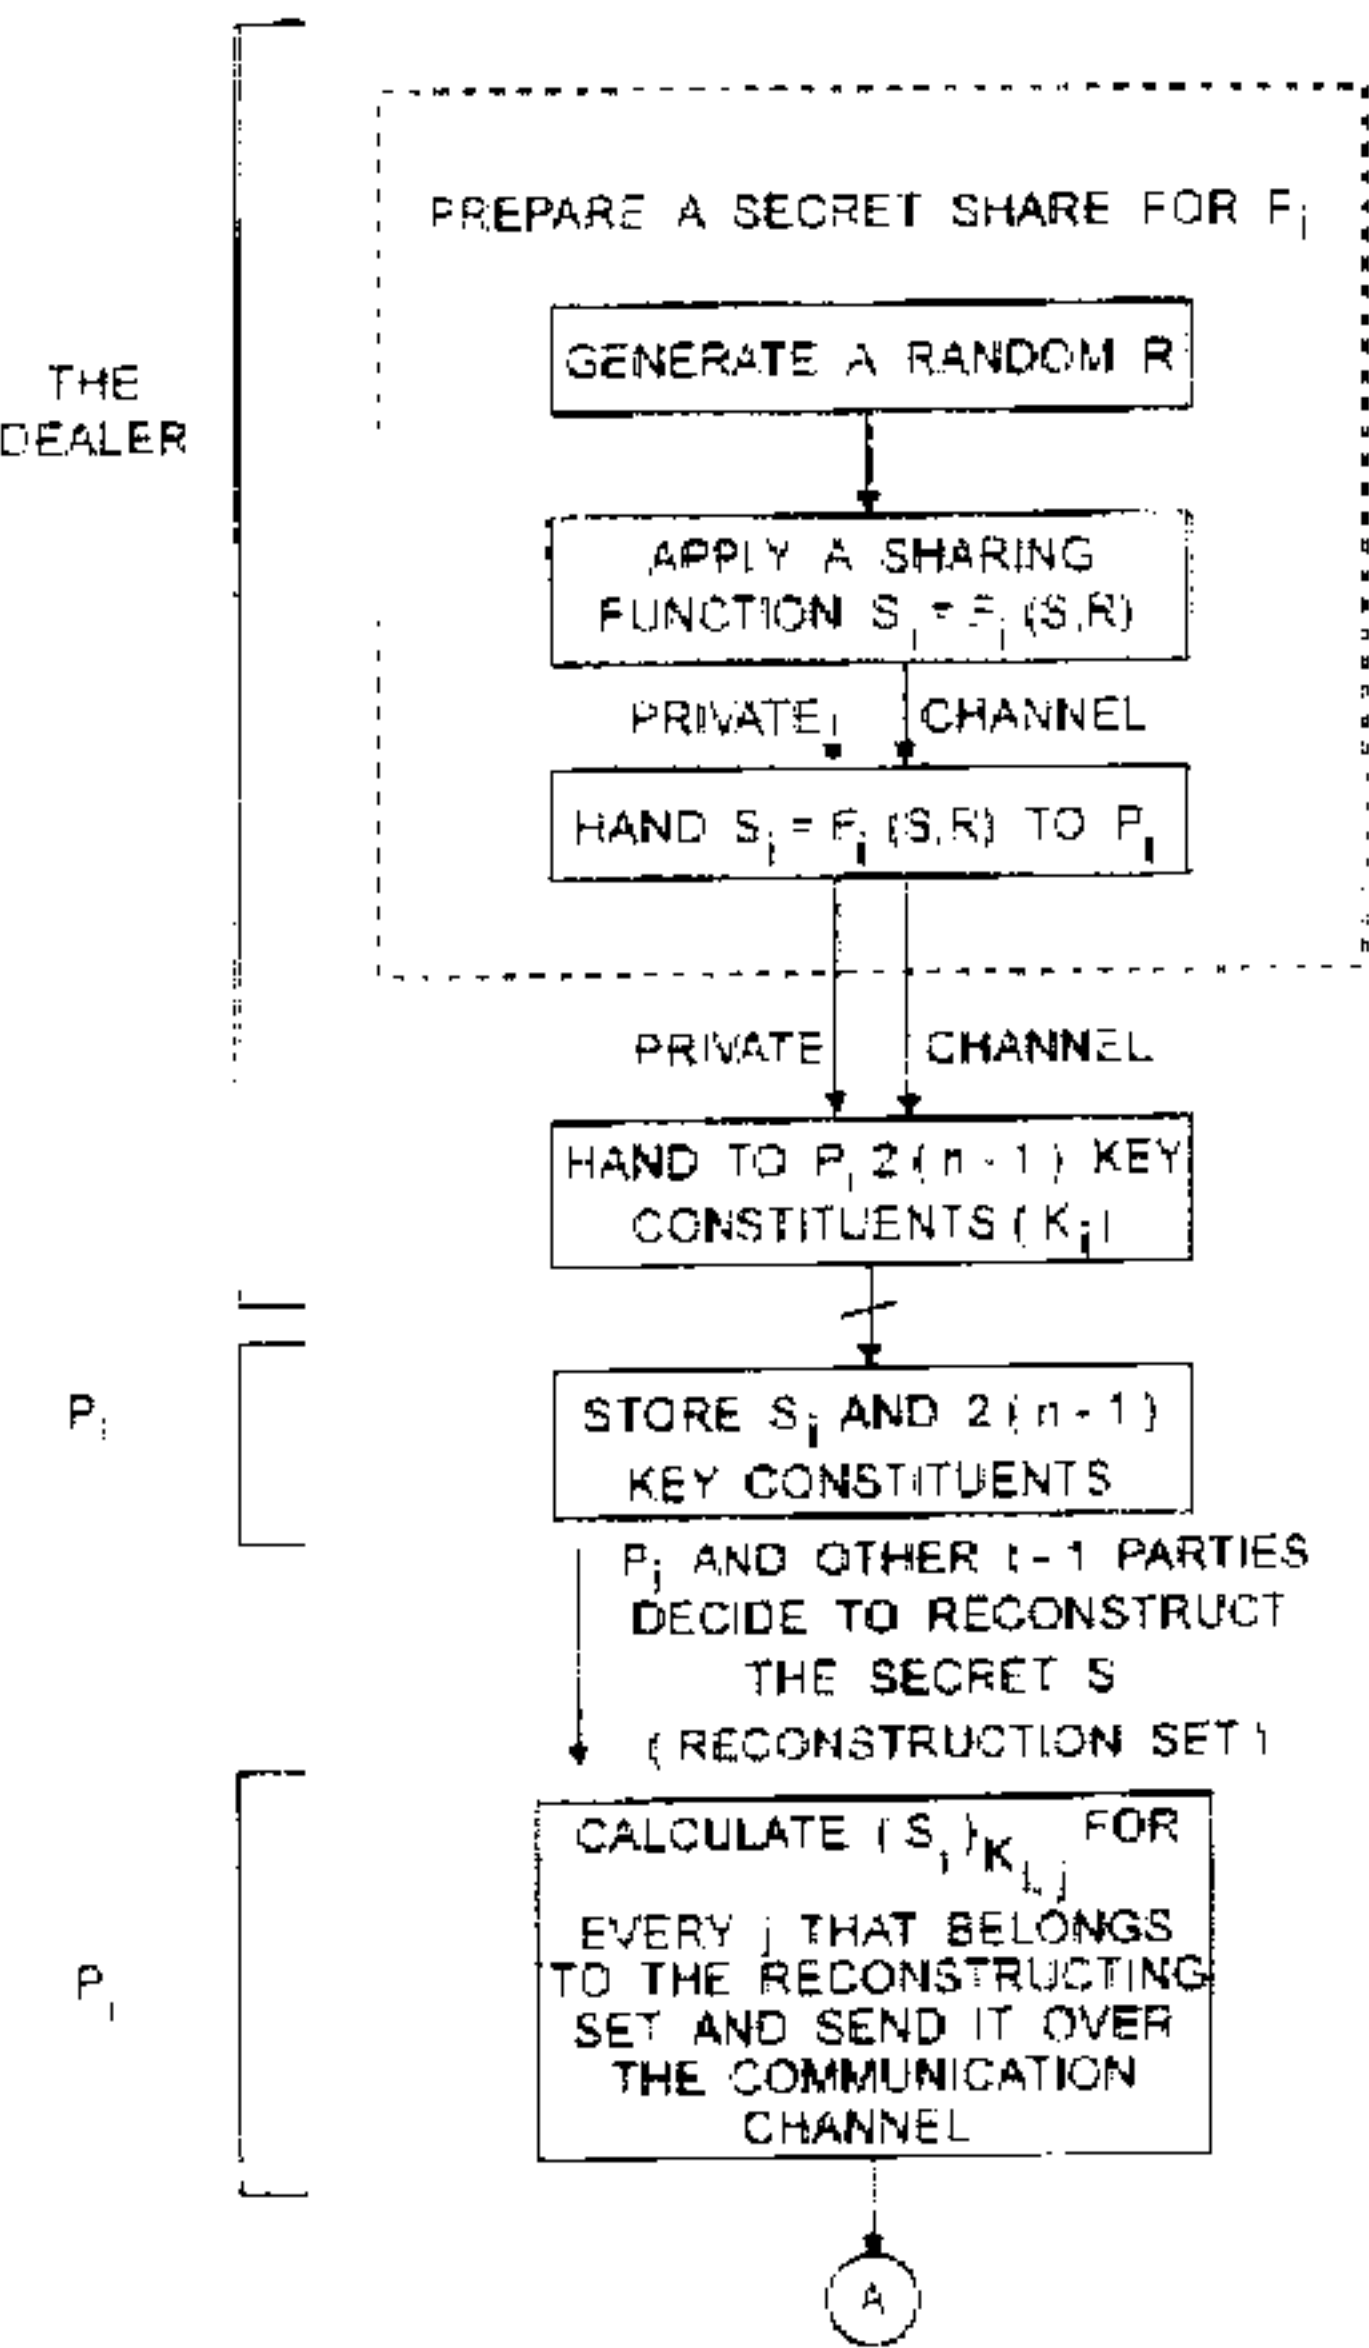 PREPARE A SECRET SHARE FOR Pi
GENERATE A RANDOM R
THE
DEALER
APPLY A SHARING
FUNCTION Si = Fi (S,R)
PRIVATE CHANNEL
HAND Si = Fi (S,R) TO Pi
PRIVATE CHANNEL
HAND TO Pi 2(n-1) KEY
CONSTITUENTS (Ki)
Pi
STORE Si AND 2(n-1)
KEY CONSTITUENTS
Pj AND OTHER t-1 PARTIES
DECIDE TO RECONSTRUCT
THE SECRET S
(RECONSTRUCTION SET)
CALCULATE (Si)Ki,j FOR
EVERY j THAT BELONGS
Pi
TO THE RECONSTRUCTING
SET AND SEND IT OVER
THE COMMUNICATION
CHANNEL
A